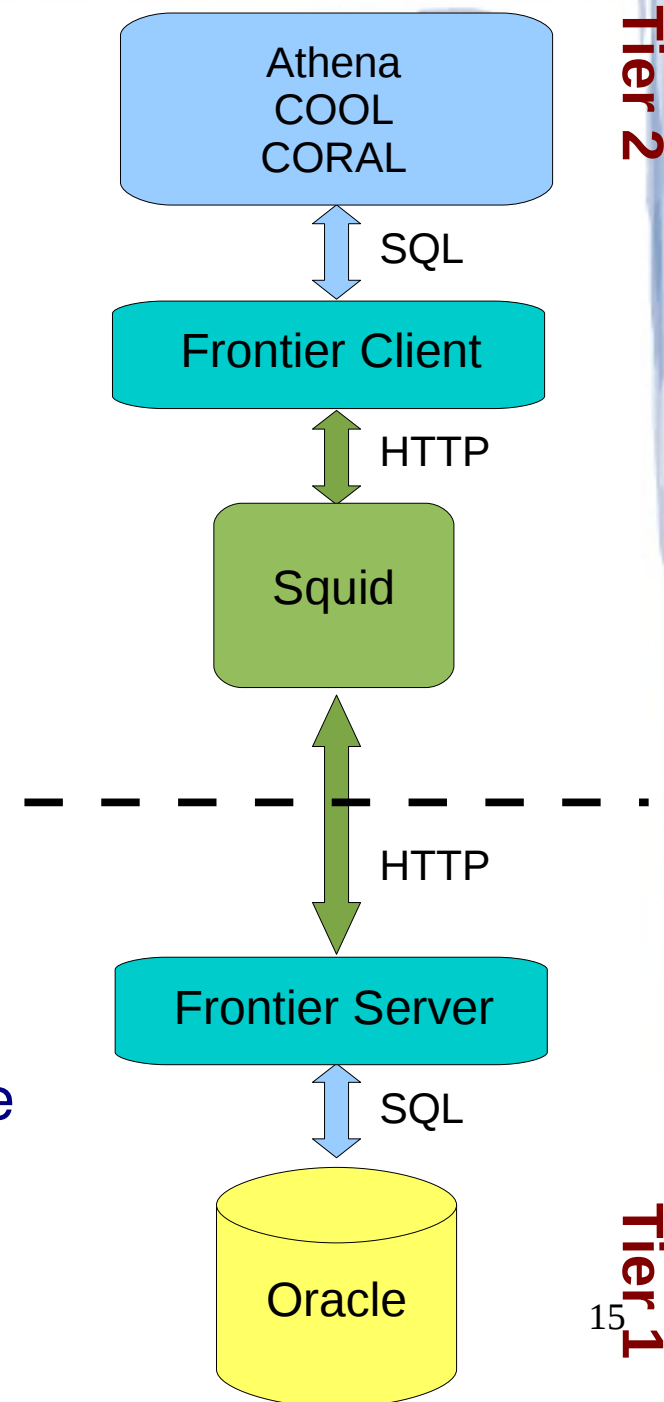 Tier 2
Athena
COOL
CORAL
SQL
Frontier Client
HTTP
Squid
HTTP
Frontier Server
e
SQL
Oracle
Tier 1
15